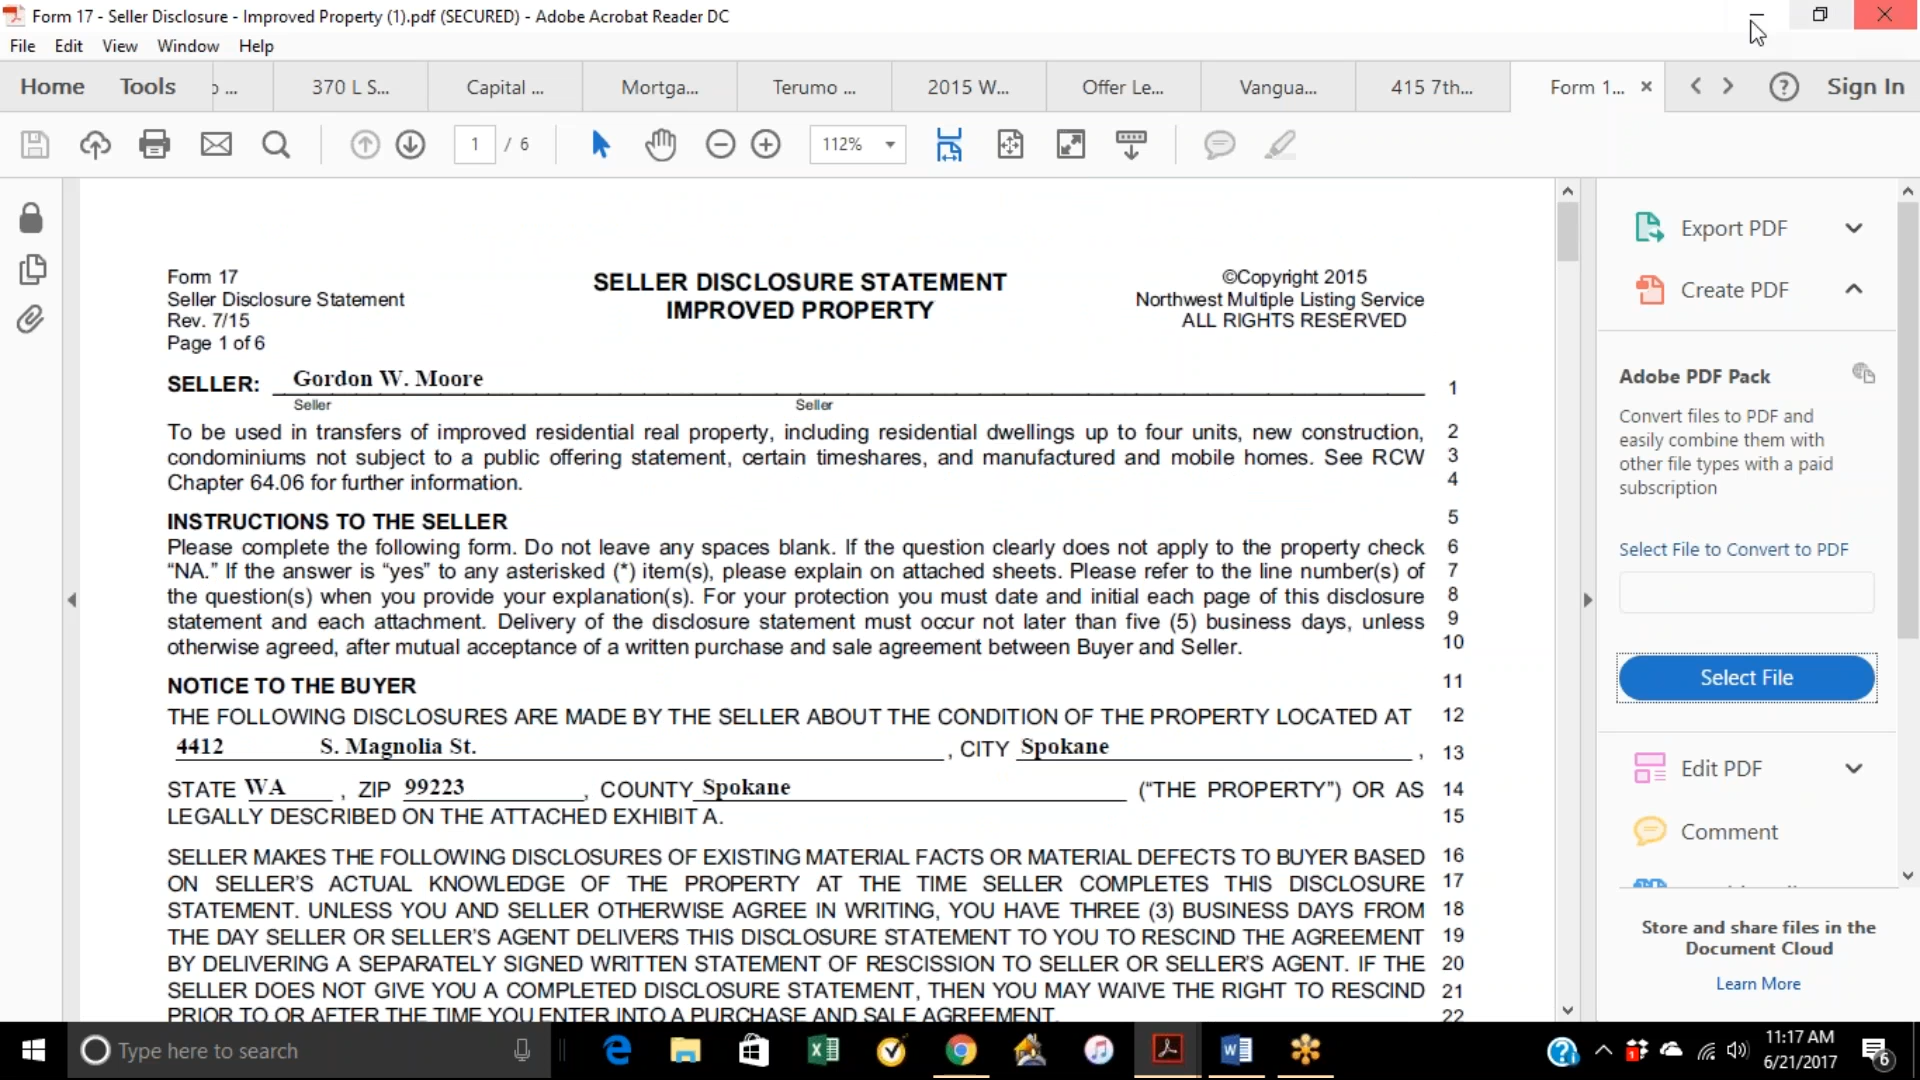 Form 17 - Seller Disclosure - Improved Property (1).pdf (SECURED) - Adobe Acrobat Reader DC
File Edit View Window Help
Home Tools ... 370 L S... Capital ... Mortga... Terumo ... 2015 W... Offer Le... Vangua... 415 7th... Form 1... Sign In
1 / 6 112%
Form 17
Seller Disclosure Statement
Rev. 7/15
Page 1 of 6
SELLER DISCLOSURE STATEMENT
IMPROVED PROPERTY
©Copyright 2015
Northwest Multiple Listing Service
ALL RIGHTS RESERVED
SELLER: Gordon W. Moore 1
Seller Seller
To be used in transfers of improved residential real property, including residential dwellings up to four units, new construction, 2
condominiums not subject to a public offering statement, certain timeshares, and manufactured and mobile homes. See RCW 3
Chapter 64.06 for further information. 4
INSTRUCTIONS TO THE SELLER 5
Please complete the following form. Do not leave any spaces blank. If the question clearly does not apply to the property check 6
“NA.” If the answer is “yes” to any asterisked (*) item(s), please explain on attached sheets. Please refer to the line number(s) of 7
the question(s) when you provide your explanation(s). For your protection you must date and initial each page of this disclosure 8
statement and each attachment. Delivery of the disclosure statement must occur not later than five (5) business days, unless 9
otherwise agreed, after mutual acceptance of a written purchase and sale agreement between Buyer and Seller. 10
NOTICE TO THE BUYER 11
THE FOLLOWING DISCLOSURES ARE MADE BY THE SELLER ABOUT THE CONDITION OF THE PROPERTY LOCATED AT 12
4412 S. Magnolia St. , CITY Spokane , 13
STATE WA , ZIP 99223 , COUNTY Spokane (“THE PROPERTY”) OR AS 14
LEGALLY DESCRIBED ON THE ATTACHED EXHIBIT A. 15
SELLER MAKES THE FOLLOWING DISCLOSURES OF EXISTING MATERIAL FACTS OR MATERIAL DEFECTS TO BUYER BASED 16
ON SELLER’S ACTUAL KNOWLEDGE OF THE PROPERTY AT THE TIME SELLER COMPLETES THIS DISCLOSURE 17
STATEMENT. UNLESS YOU AND SELLER OTHERWISE AGREE IN WRITING, YOU HAVE THREE (3) BUSINESS DAYS FROM 18
THE DAY SELLER OR SELLER’S AGENT DELIVERS THIS DISCLOSURE STATEMENT TO YOU TO RESCIND THE AGREEMENT 19
BY DELIVERING A SEPARATELY SIGNED WRITTEN STATEMENT OF RESCISSION TO SELLER OR SELLER’S AGENT. IF THE 20
SELLER DOES NOT GIVE YOU A COMPLETED DISCLOSURE STATEMENT, THEN YOU MAY WAIVE THE RIGHT TO RESCIND 21
PRIOR TO OR AFTER THE TIME YOU ENTER INTO A PURCHASE AND SALE AGREEMENT. 22
Export PDF
Create PDF
Adobe PDF Pack
Convert files to PDF and
easily combine them with
other file types with a paid
subscription
Select File to Convert to PDF
Select File
Edit PDF
Comment
Store and share files in the
Document Cloud
Learn More
Type here to search
11:17 AM
6/21/2017
6